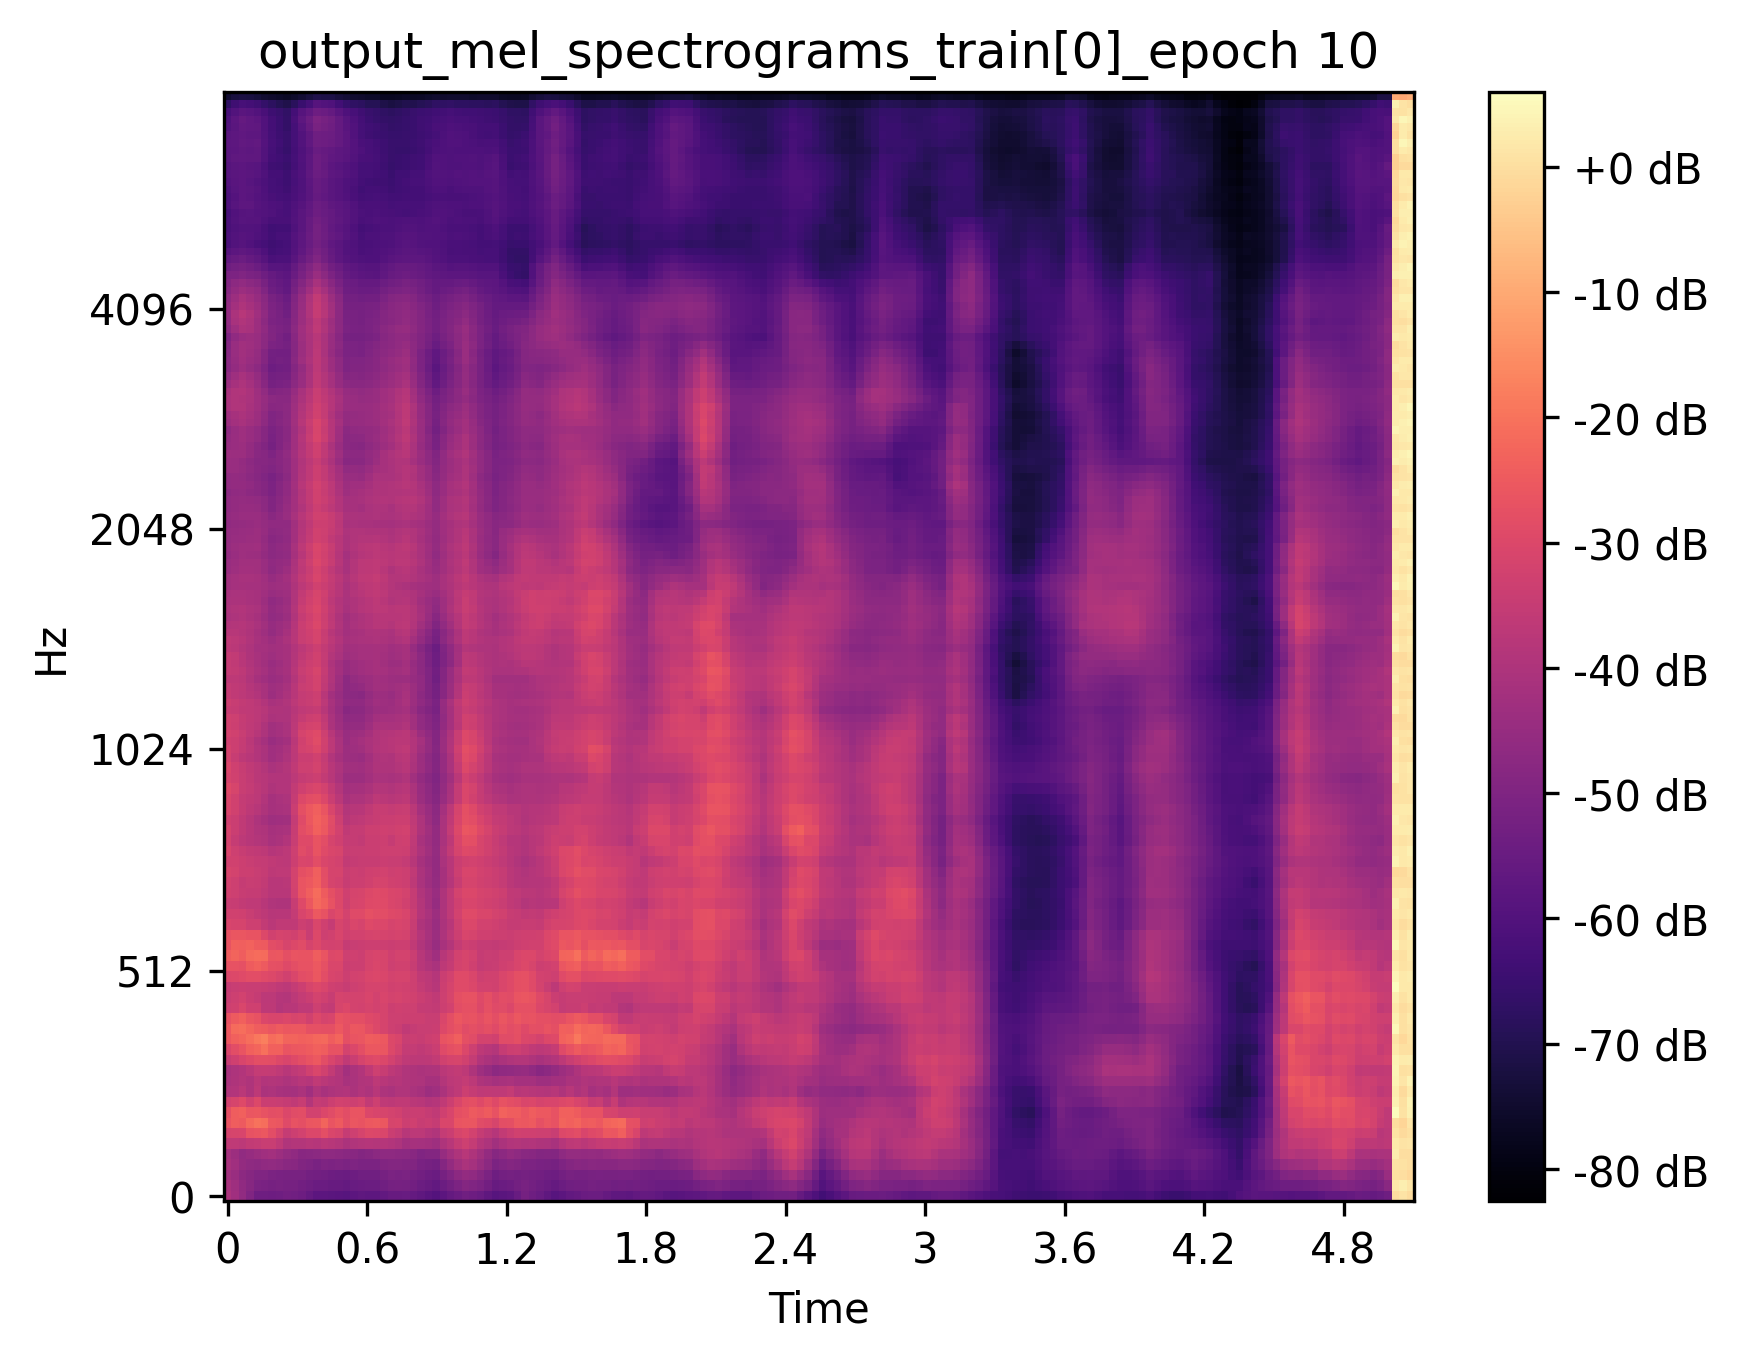 output_mel_spectrograms_train[0]_epoch 10
+0 dB
-10 dB
-20 dB
-30 dB
-40 dB
-50 dB
-60 dB
-70 dB
-80 dB
4096
2048
1024
512
0
Hz
0 0.6 1.2 1.8 2.4 3 3.6 4.2 4.8
Time